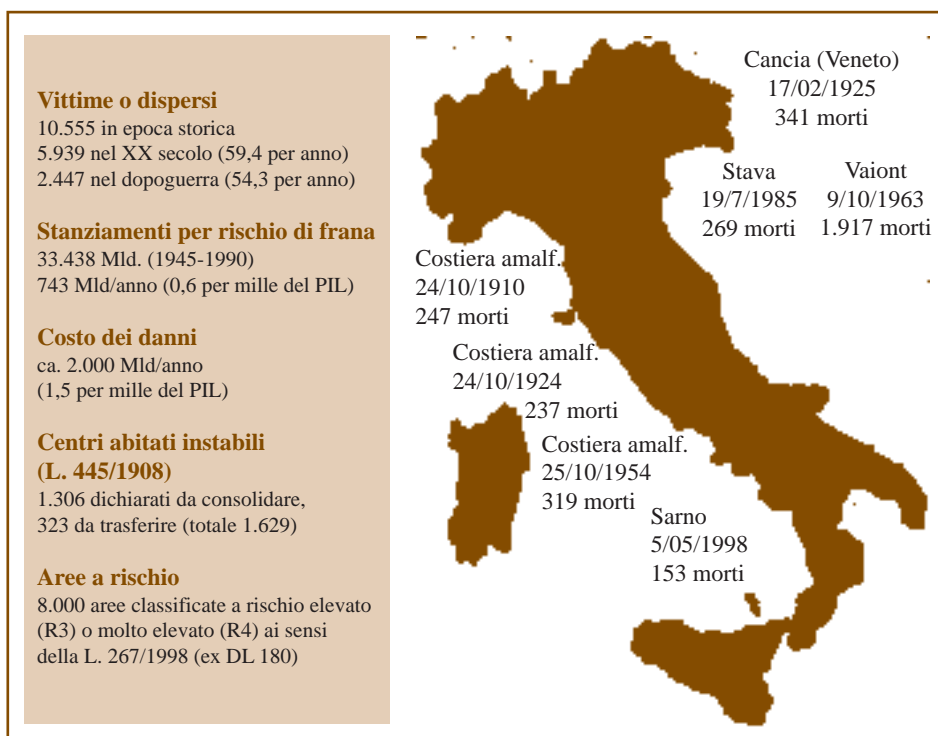 Vittime o dispersi
10.555 in epoca storica
5.939 nel XX secolo (59,4 per anno)
2.447 nel dopoguerra (54,3 per anno)
Stanziamenti per rischio di frana
33.438 Mld. (1945-1990)
743 Mld/anno (0,6 per mille del PIL)
Costo dei danni
ca. 2.000 Mld/anno
(1,5 per mille del PIL)
Centri abitati instabili
(L. 445/1908)
1.306 dichiarati da consolidare,
323 da trasferire (totale 1.629)
Aree a rischio
8.000 aree classificate a rischio elevato
(R3) o molto elevato (R4) ai sensi
della L. 267/1998 (ex DL 180)
Cancia (Veneto)
17/02/1925
341 morti
Stava
19/7/1985
269 morti
Vaiont
9/10/1963
1.917 morti
Costiera amalf.
24/10/1910
247 morti
Costiera amalf.
24/10/1924
237 morti
Costiera amalf.
25/10/1954
319 morti
Sarno
5/05/1998
153 morti